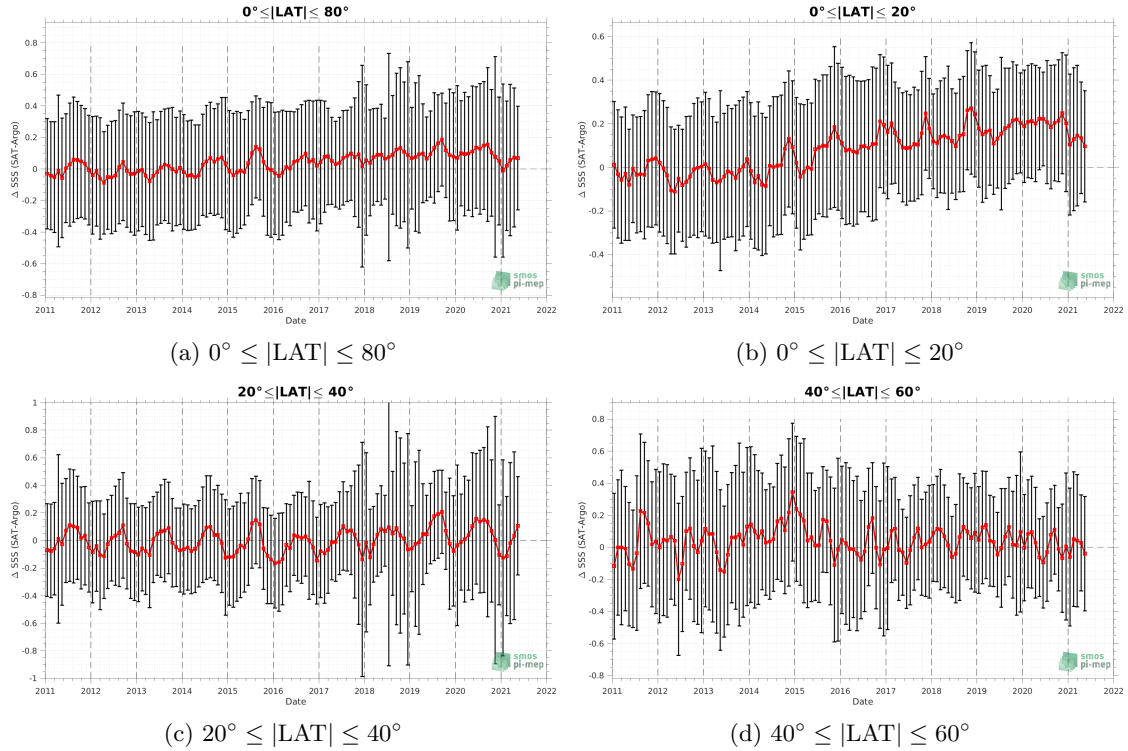 0°≤|LAT|≤ 80°
0.8
0.6
0.4
0.2
0
-0.2
-0.4
-0.6
-0.8
Δ SSS (SAT-Argo)
2011 2012 2013 2014 2015 2016 2017 2018 2019 2020 2021 2022
Date
smos
pi-mep
(a) 0° ≤ |LAT| ≤ 80°
0°≤|LAT|≤ 20°
0.6
0.4
0.2
0
-0.2
-0.4
Δ SSS (SAT-Argo)
2011 2012 2013 2014 2015 2016 2017 2018 2019 2020 2021 2022
Date
smos
pi-mep
(b) 0° ≤ |LAT| ≤ 20°
20°≤|LAT|≤ 40°
1
0.8
0.6
0.4
0.2
0
-0.2
-0.4
-0.6
-0.8
-1
Δ SSS (SAT-Argo)
2011 2012 2013 2014 2015 2016 2017 2018 2019 2020 2021 2022
Date
smos
pi-mep
(c) 20° ≤ |LAT| ≤ 40°
40°≤|LAT|≤ 60°
0.8
0.6
0.4
0.2
0
-0.2
-0.4
-0.6
-0.8
Δ SSS (SAT-Argo)
2011 2012 2013 2014 2015 2016 2017 2018 2019 2020 2021 2022
Date
smos
pi-mep
(d) 40° ≤ |LAT| ≤ 60°